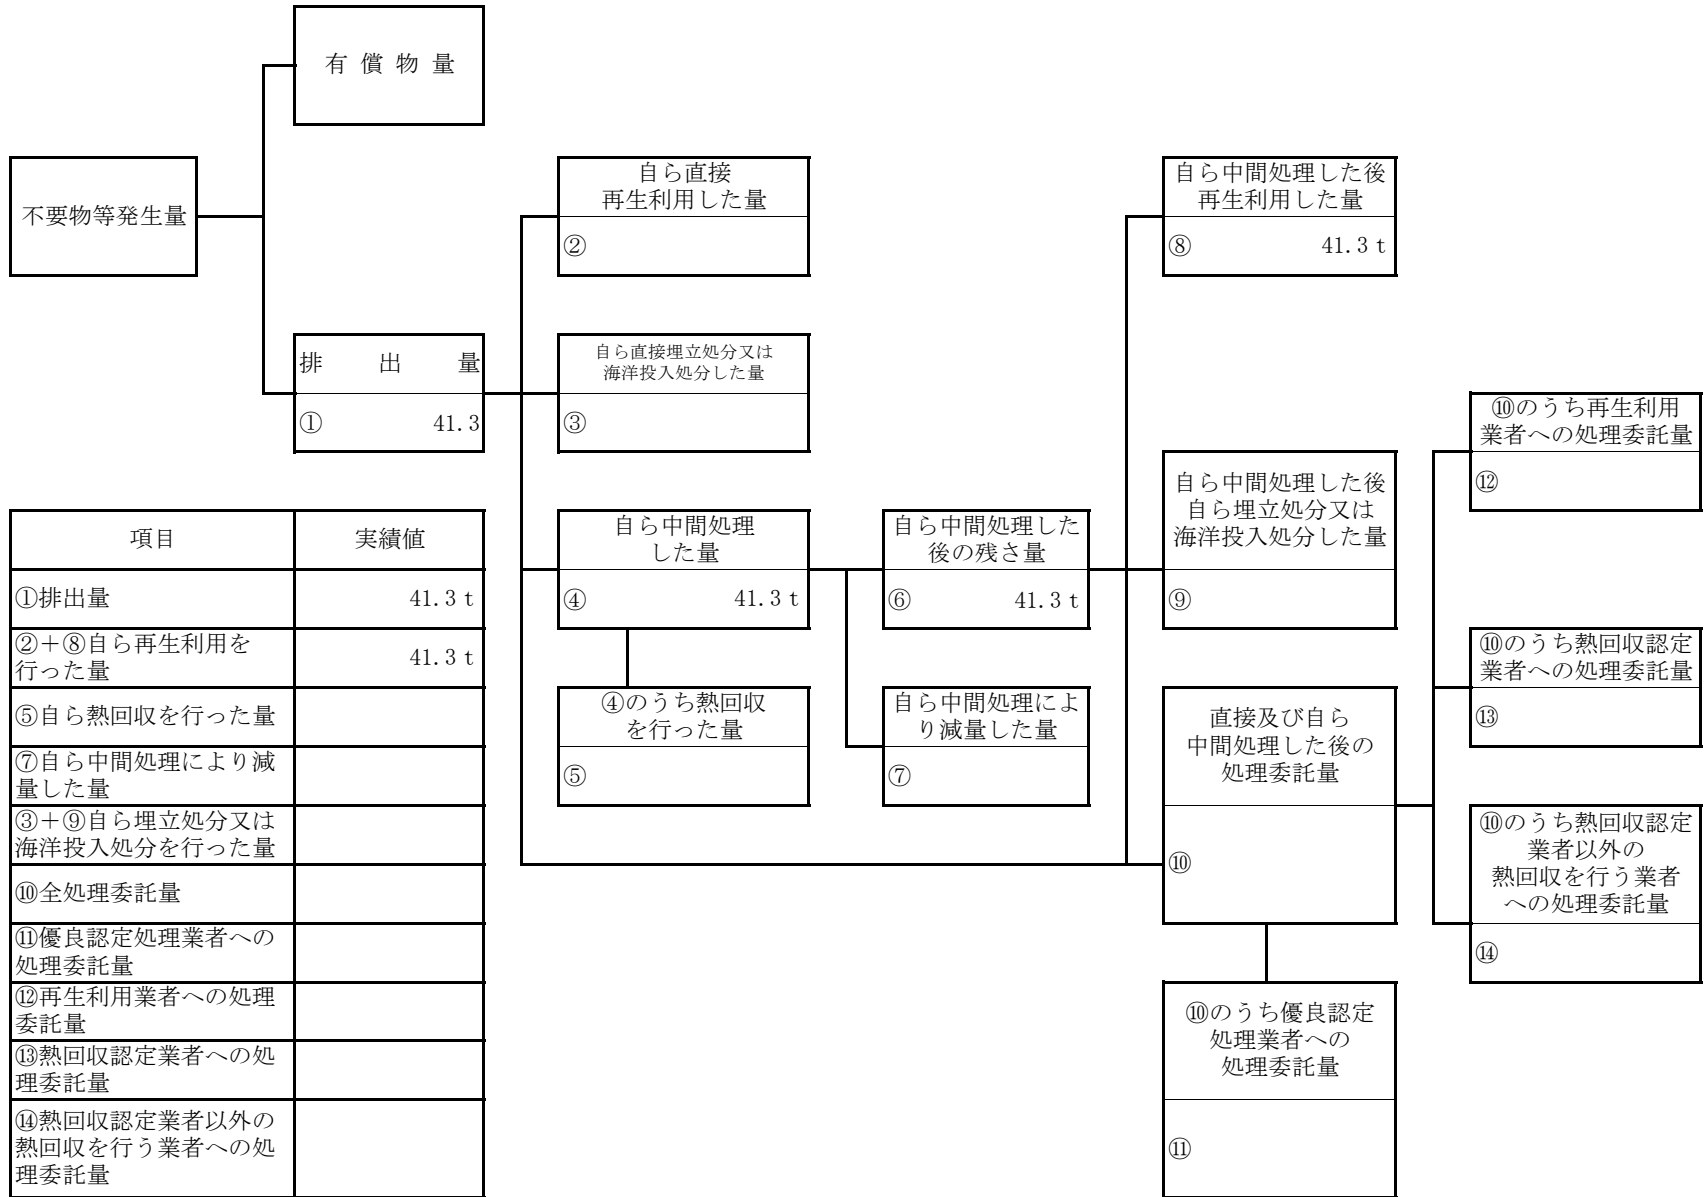 有償物量
不要物等発生量
自ら直接
再生利用した量
②
自ら中間処理した後
再生利用した量
⑧ 41.3 t
排出量
① 41.3
自ら直接埋立処分又は
海洋投入処分した量
③
⑩のうち再生利用
業者への処理委託量
⑫
自ら中間処理した後
自ら埋立処分又は
海洋投入処分した量
⑨
自ら中間処理
した量
④ 41.3 t
自ら中間処理した
後の残さ量
⑥ 41.3 t
④のうち熱回収
を行った量
⑤
自ら中間処理によ
り減量した量
⑦
直接及び自ら
中間処理した後の
処理委託量
⑩
⑩のうち熱回収認定
業者への処理委託量
⑬
⑩のうち熱回収認定
業者以外の
熱回収を行う業者
への処理委託量
⑭
⑩のうち優良認定
処理業者への
処理委託量
⑪
項目 実績値
①排出量 41.3 t
②+⑧自ら再生利用を
行った量 41.3 t
⑤自ら熱回収を行った量
⑦自ら中間処理により減
量した量
③+⑨自ら埋立処分又は
海洋投入処分を行った量
⑩全処理委託量
⑪優良認定処理業者への
処理委託量
⑫再生利用業者への処理
委託量
⑬熱回収認定業者への処
理委託量
⑭熱回収認定業者以外の
熱回収を行う業者への処
理委託量